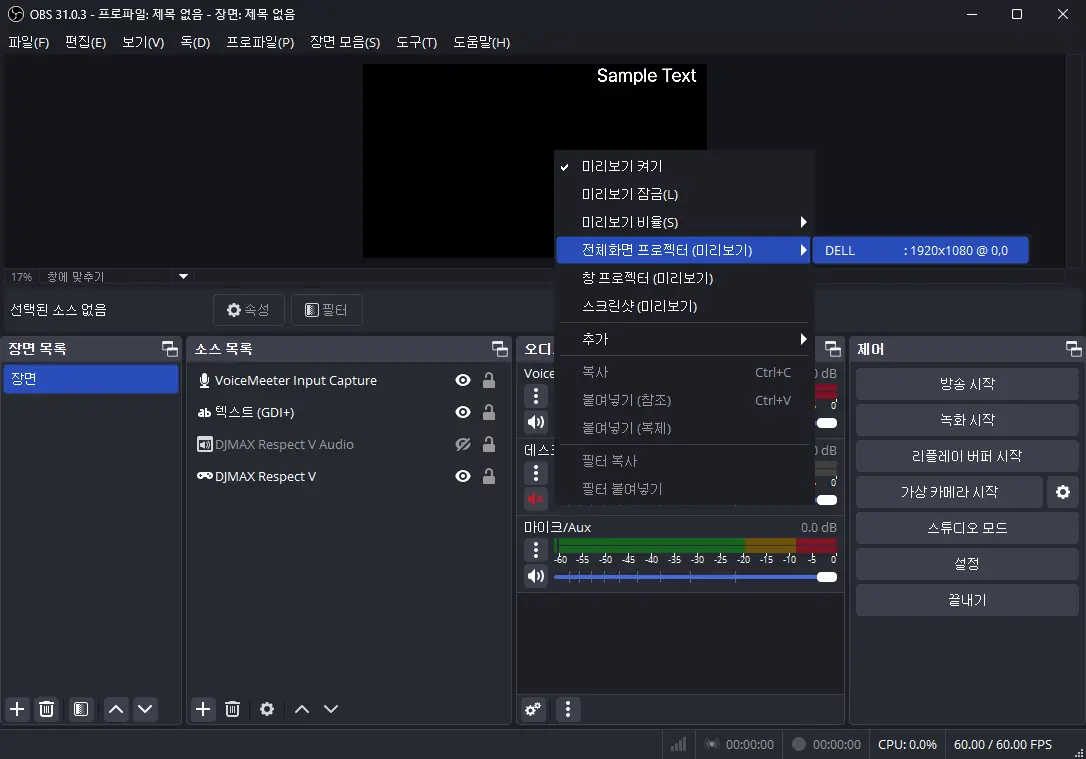 OBS 31.0.3 - 프로파일: 제목 없음 - 장면: 제목 없음
파일(F) 편집(E) 보기(V) 독(D) 프로파일(P) 장면 모음(S) 도구(T) 도움말(H)
Sample Text
미리보기 켜기
미리보기 잠금(L)
미리보기 비율(S)
전체화면 프로젝터 (미리보기)
DELL : 1920x1080 @ 0,0
창 프로젝터 (미리보기)
스크린샷 (미리보기)
추가
복사 Ctrl+C
붙여넣기 (참조) Ctrl+V
붙여넣기 (복제)
필터 복사
필터 붙여넣기
17% 창에 맞추기
선택된 소스 없음 속성 필터
장면 목록
장면
소스 목록
VoiceMeeter Input Capture
ab 텍스트 (GDI+)
DJMAX Respect V Audio
DJMAX Respect V
오디
Voice dB
0
데스 dB
0
마이크/Aux 0.0 dB
-60 -55 -50 -45 -40 -35 -30 -25 -20 -15 -10 -5 0
제어
방송 시작
녹화 시작
리플레이 버퍼 시작
가상 카메라 시작
스튜디오 모드
설정
끝내기
00:00:00 00:00:00 CPU: 0.0% 60.00 / 60.00 FPS